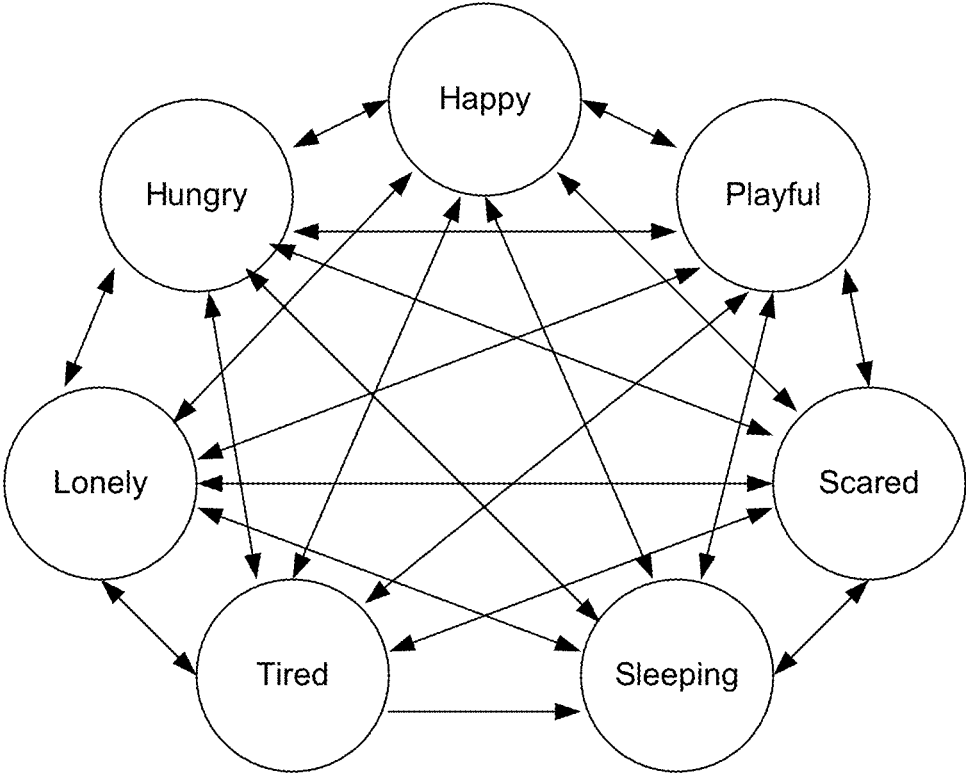 Happy
Hungry
Playful
Lonely
Scared
Tired
Sleeping